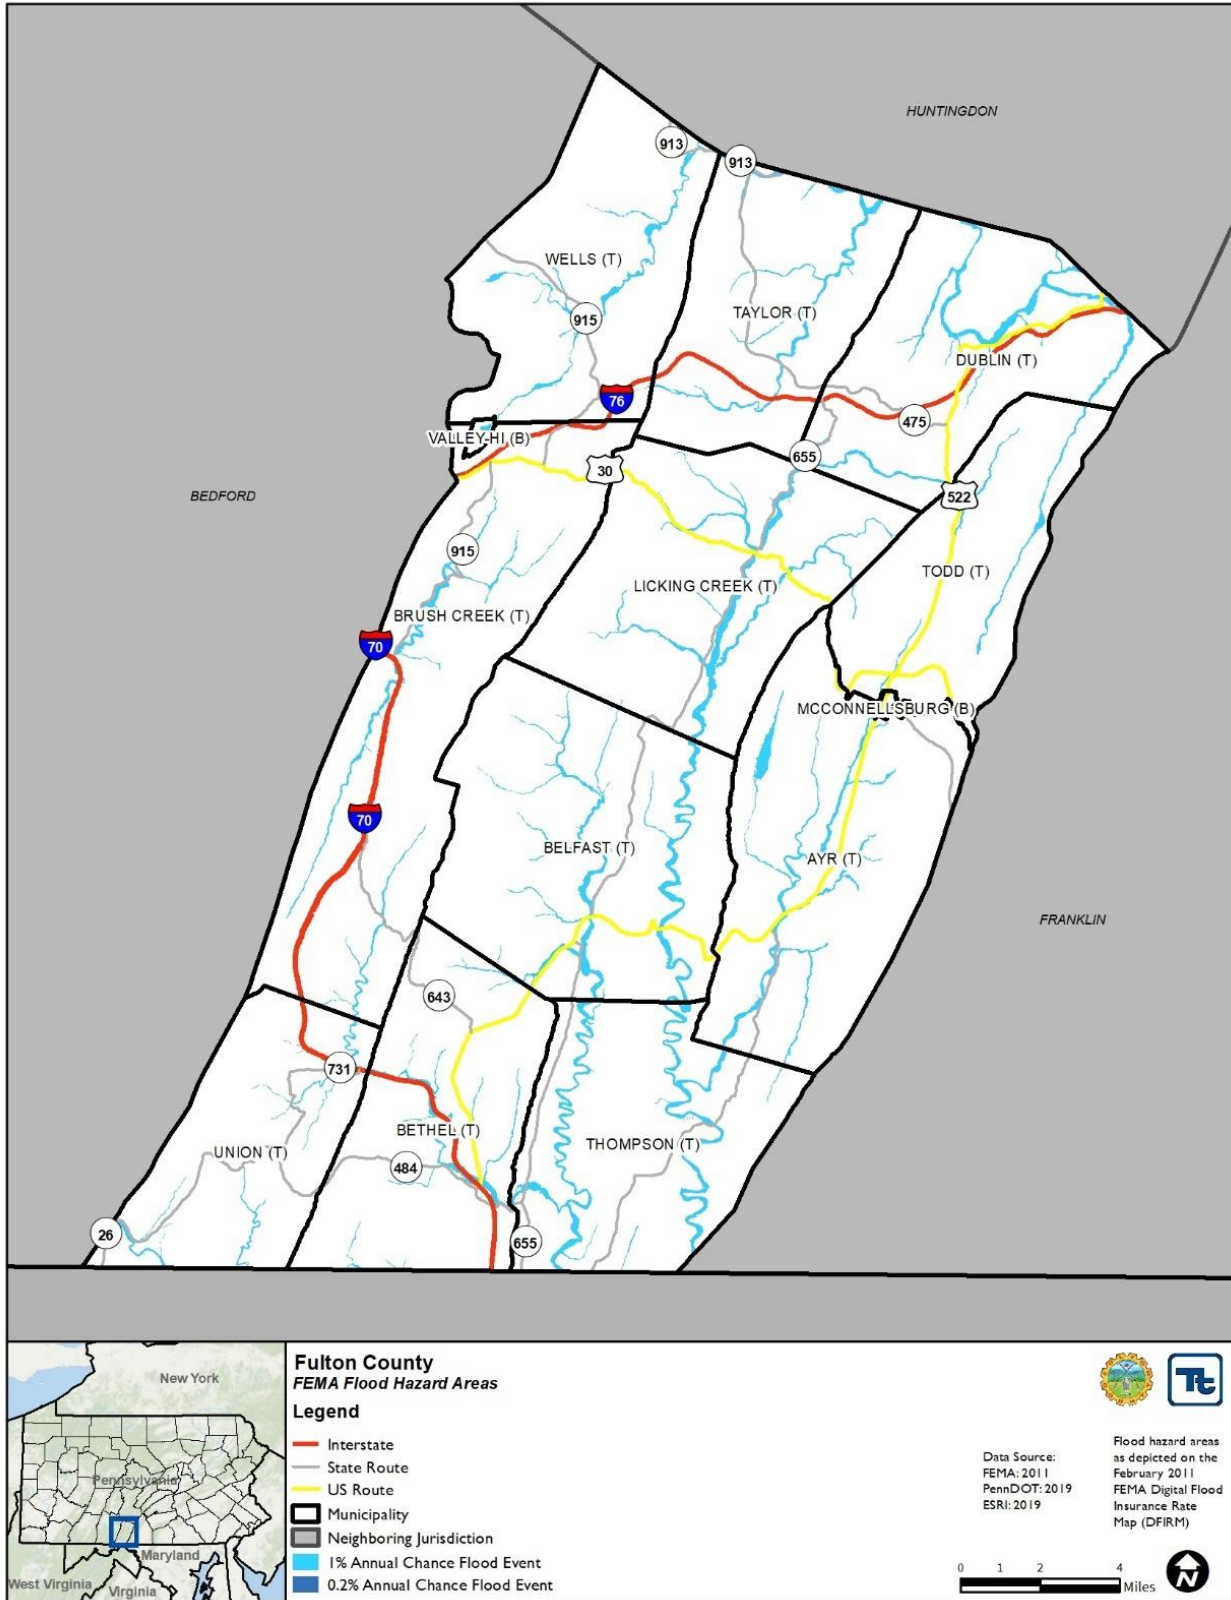 HUNTINGDON
913
913
WELLS (T)
TAYLOR (T)
915
DUBLIN (T)
76
475
VALLEY-HI (B)
655
30
BEDFORD
522
915
TODD (T)
LICKING CREEK (T)
BRUSH CREEK (T)
70
MCCONNELLSBURG (B)
70
BELFAST (T)
AYR (T)
FRANKLIN
643
731
BETHEL (T)
THOMPSON (T)
UNION (T)
484
26
655
New York
Pennsylvania
Maryland
West Virginia
Virginia
Fulton County
FEMA Flood Hazard Areas
Legend
Interstate
State Route
US Route
Municipality
Neighboring Jurisdiction
1% Annual Chance Flood Event
0.2% Annual Chance Flood Event
Data Source:
FEMA: 2011
PennDOT: 2019
ESRI: 2019
Tt
Flood hazard areas
as depicted on the
February 2011
FEMA Digital Flood
Insurance Rate
Map (DFIRM)
0 1 2 4
Miles
N